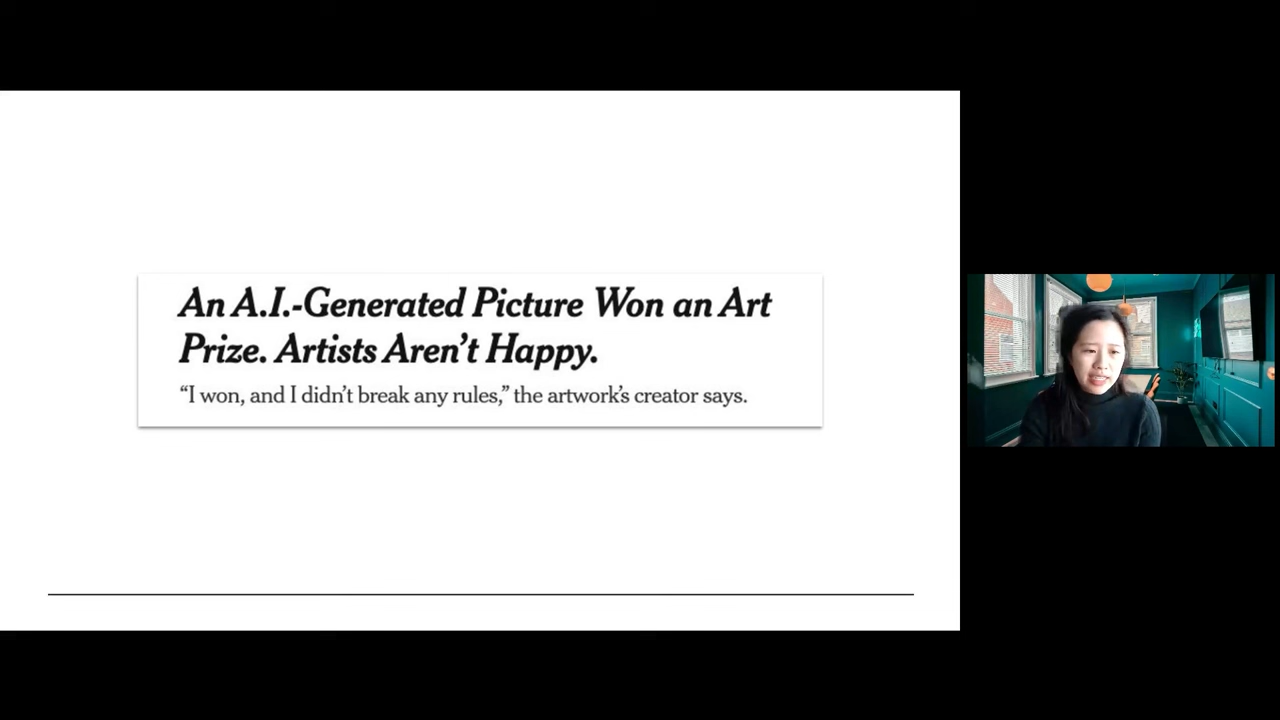 An A.I.-Generated Picture Won an Art
Prize. Artists Aren’t Happy.
“I won, and I didn’t break any rules,” the artwork’s creator says.